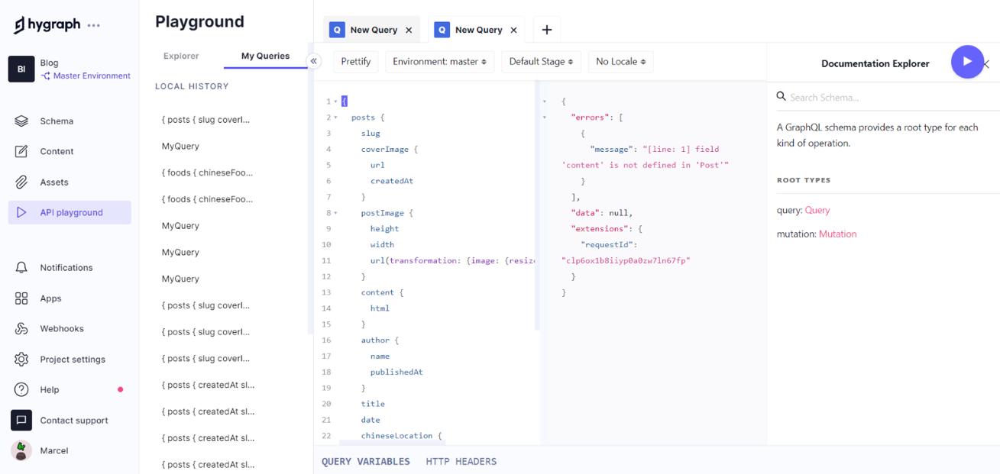 hygraph
BI
Blog
Master Environment
Schema
Content
Assets
API playground
Notifications
Apps
Webhooks
Project settings
Help
Contact support
Marcel
Playground
Explorer
My Queries
LOCAL HISTORY
{ posts { slug coverI...
MyQuery
{ foods { chineseFoo...
{ foods { chineseFoo...
MyQuery
MyQuery
MyQuery
{ posts { slug coverI...
{ posts { slug coverI...
{ posts { slug coverI...
{ posts { createdAt sl...
{ posts { createdAt sl...
{ posts { createdAt sl...
{ posts { createdAt sl...
Q New Query ×
Q New Query ×
+
Prettify
Environment: master
Default Stage
No Locale
1 {
2 posts {
3 slug
4 coverImage {
5 url
6 createdAt
7 }
8 postImage {
9 height
10 width
11 url(transformation: {image: {resize
12 }
13 content {
14 html
15 }
16 author {
17 name
18 publishedAt
19 }
20 title
21 date
22 chineseLocation {
{
"errors": [
{
"message": "[line: 1] field
'content' is not defined in 'Post'"
}
],
"data": null,
"extensions": {
"requestId":
"clp6ox1b8iiyp0a0zw7ln67fp"
}
}
QUERY VARIABLES
HTTP HEADERS
Documentation Explorer
Search Schema...
A GraphQL schema provides a root type for each
kind of operation.
ROOT TYPES
query: Query
mutation: Mutation